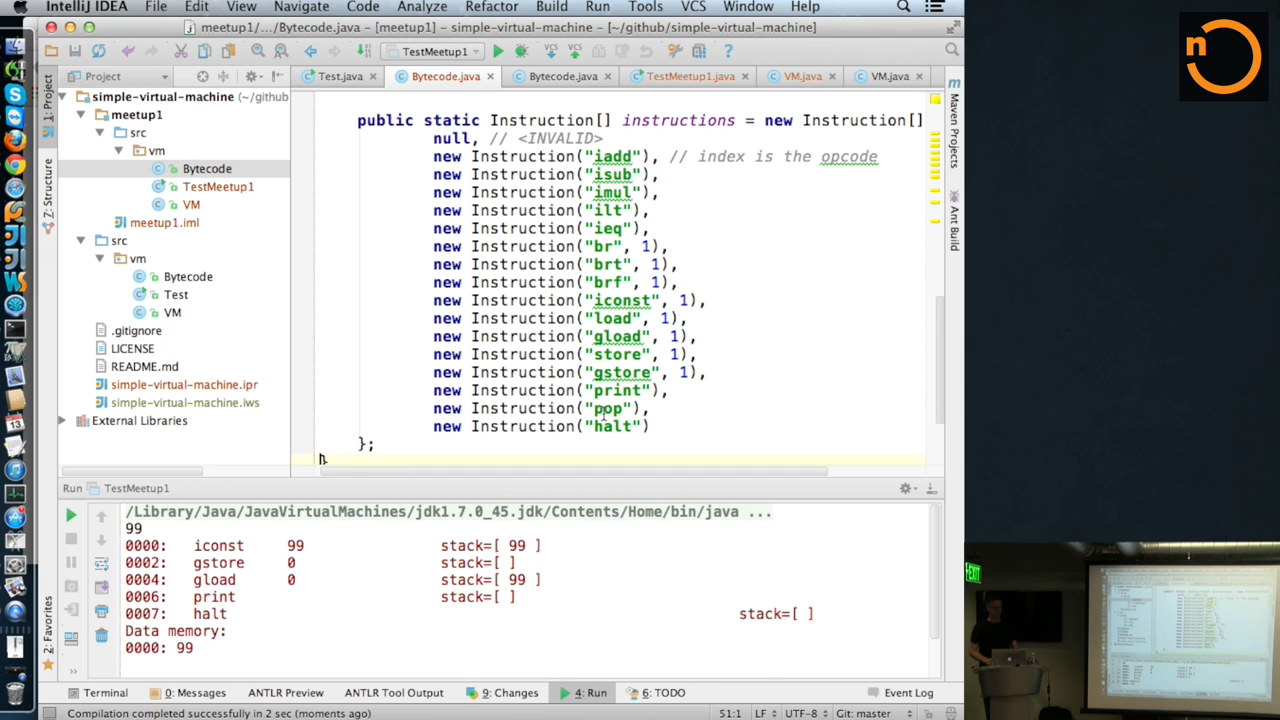 IntelliJ IDEA File Edit View Navigate Code Analyze Refactor Build Run Tools VCS Window Help
meetup1/.../Bytecode.java - [meetup1] - simple-virtual-machine - [~/github/simple-virtual-machine]
TestMeetup1
VCS VCS
Project
Test.java Bytecode.java Bytecode.java TestMeetup1.java VM.java VM.java
1: Project
Z: Structure
2: Favorites
simple-virtual-machine (~/github
meetup1
src
vm
Bytecode
TestMeetup1
VM
meetup1.iml
src
vm
Bytecode
Test
VM
.gitignore
LICENSE
README.md
simple-virtual-machine.ipr
simple-virtual-machine.iws
External Libraries
public static Instruction[] instructions = new Instruction[]
null, // <INVALID>
new Instruction("iadd"), // index is the opcode
new Instruction("isub"),
new Instruction("imul"),
new Instruction("ilt"),
new Instruction("ieq"),
new Instruction("br", 1),
new Instruction("brt", 1),
new Instruction("brf", 1),
new Instruction("iconst", 1),
new Instruction("load", 1),
new Instruction("gload", 1),
new Instruction("store", 1),
new Instruction("gstore", 1),
new Instruction("print"),
new Instruction("pop"),
new Instruction("halt")
};
}
Maven Projects
Ant Build
Run TestMeetup1
/Library/Java/JavaVirtualMachines/jdk1.7.0_45.jdk/Contents/Home/bin/java ...
99
0000: iconst 99 stack=[ 99 ]
0002: gstore 0 stack=[ ]
0004: gload 0 stack=[ 99 ]
0006: print stack=[ ]
0007: halt stack=[ ]
Data memory:
0000: 99
Terminal 0: Messages ANTLR Preview ANTLR Tool Output 9: Changes 4: Run 6: TODO Event Log
Compilation completed successfully in 2 sec (moments ago) 51:1 LF UTF-8 Git: master
n
EXIT